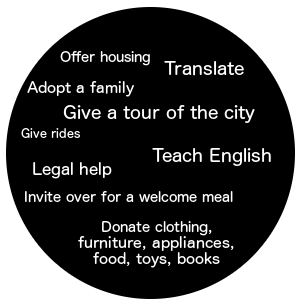 Offer housing
Translate
Adopt a family
Give a tour of the city
Give rides
Teach English
Legal help
Invite over for a welcome meal
Donate clothing,
furniture, appliances,
food, toys, books